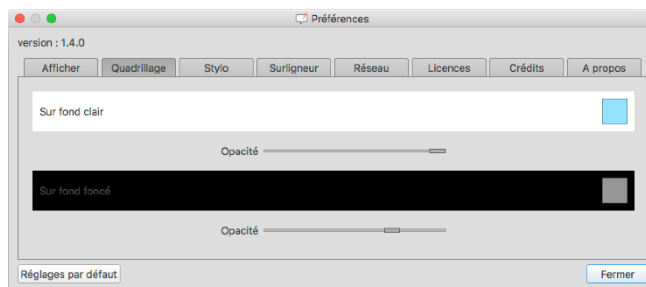 Préférences
version : 1.4.0
Afficher Quadrillage Stylo Surligneur Réseau Licences Crédits A propos
Sur fond clair
Opacité
Sur fond foncé
Opacité
Réglages par défaut Fermer